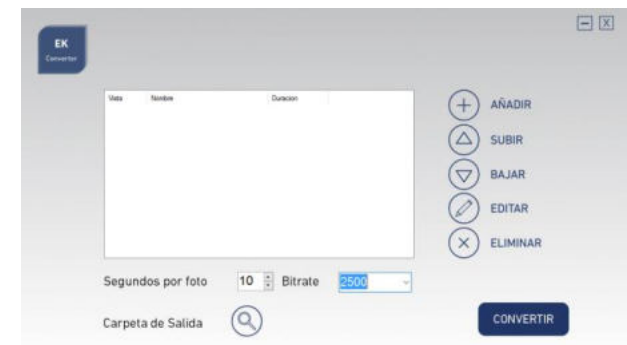 EK
Converter
Vista Nombre Duracion
AÑADIR
SUBIR
BAJAR
EDITAR
ELIMINAR
Segundos por foto 10 Bitrate 2500
Carpeta de Salida
CONVERTIR